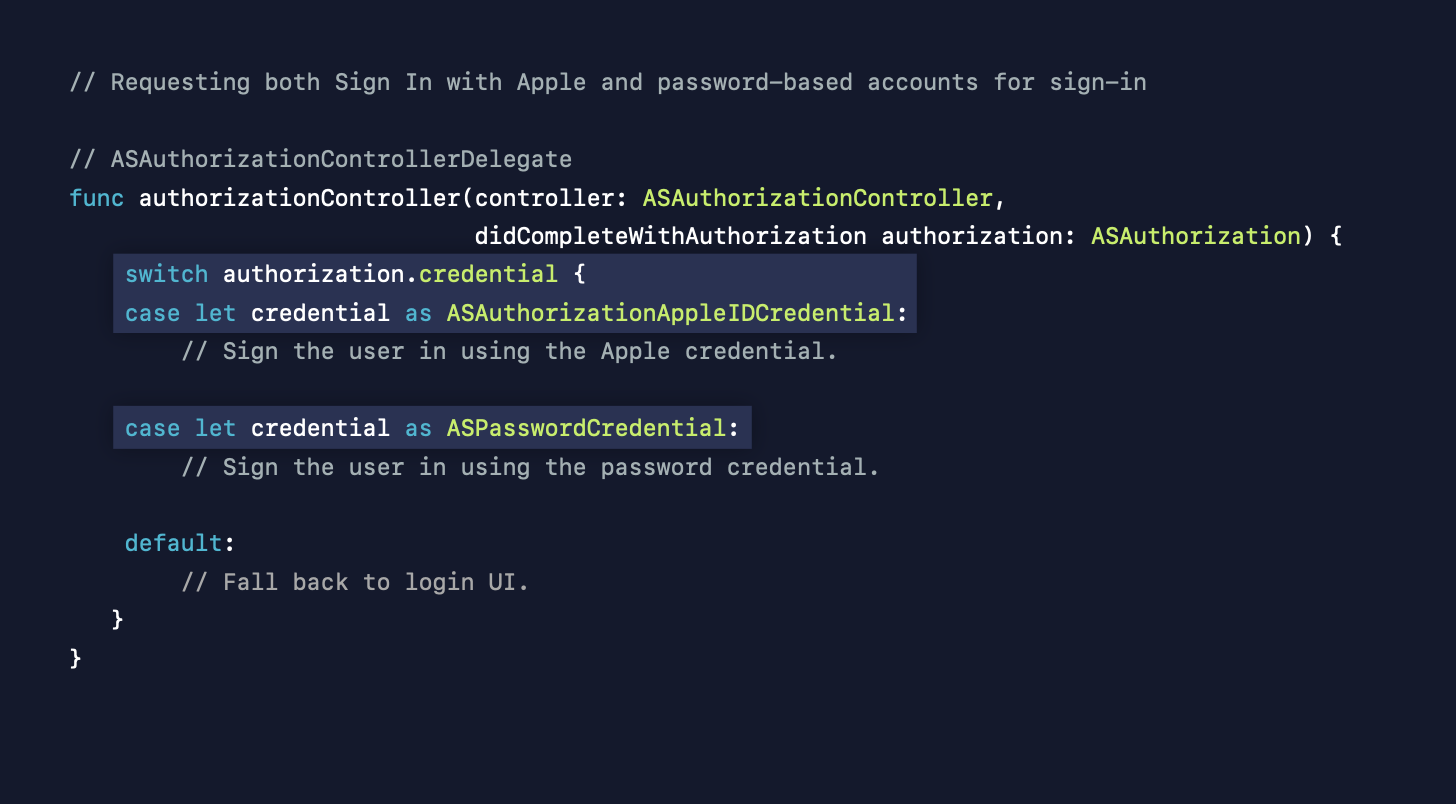 // Requesting both Sign In with Apple and password-based accounts for sign-in
// ASAuthorizationControllerDelegate
func authorizationController(controller: ASAuthorizationController,
didCompleteWithAuthorization authorization: ASAuthorization) {
switch authorization.credential {
case let credential as ASAuthorizationAppleIDCredential:
// Sign the user in using the Apple credential.
case let credential as ASPasswordCredential:
// Sign the user in using the password credential.
default:
// Fall back to login UI.
}
}